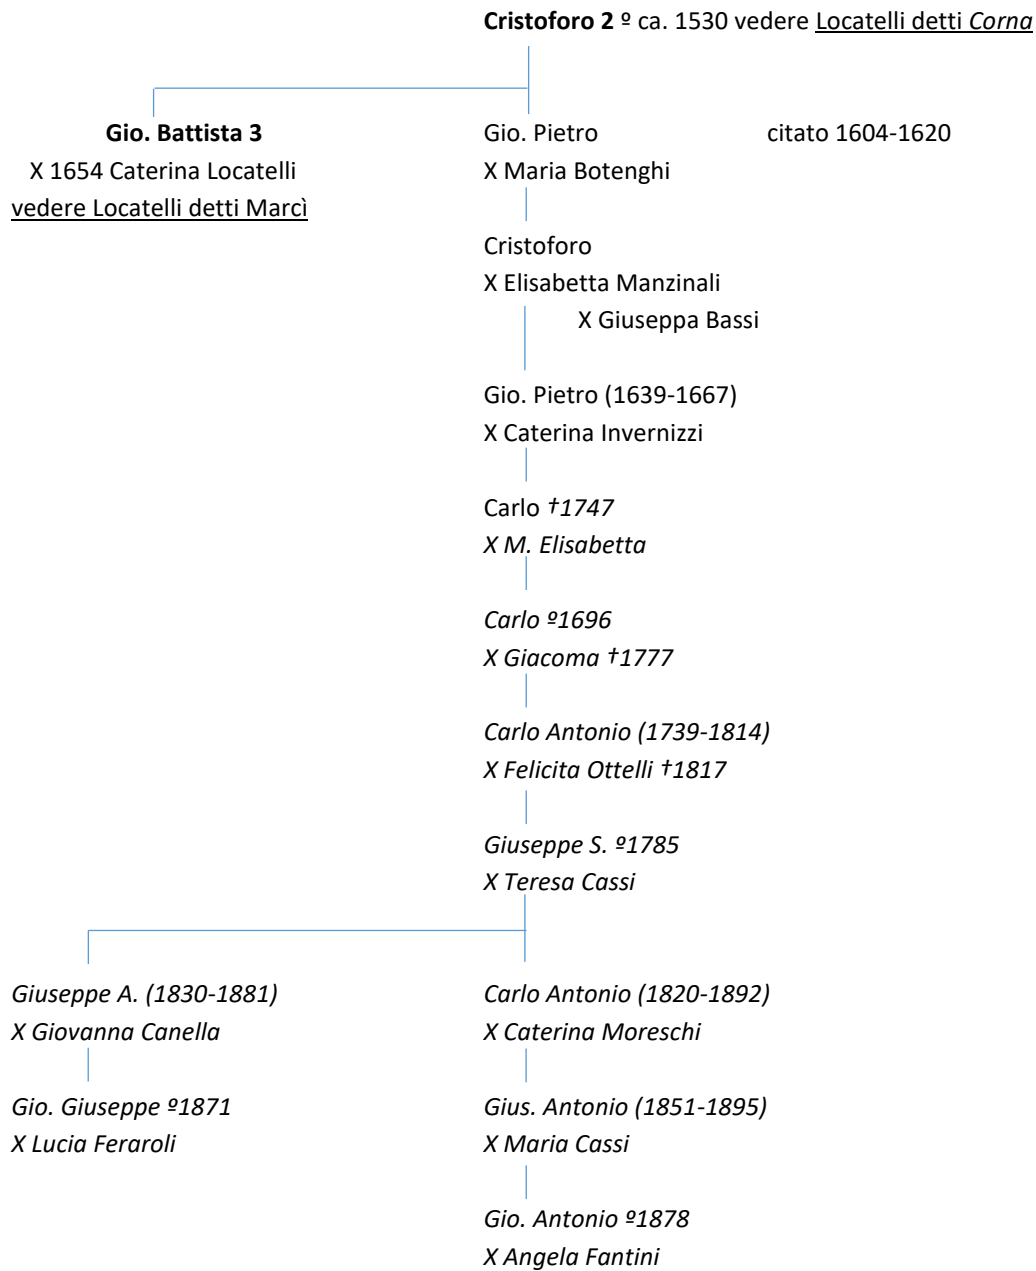 Cristoforo 2 º ca. 1530 vedere Locatelli detti Corna
Gio. Battista 3
X 1654 Caterina Locatelli
vedere Locatelli detti Marcì
Gio. Pietro citato 1604-1620
X Maria Botenghi
Cristoforo
X Elisabetta Manzinali
X Giuseppa Bassi
Gio. Pietro (1639-1667)
X Caterina Invernizzi
Carlo †1747
X M. Elisabetta
Carlo º1696
X Giacoma †1777
Carlo Antonio (1739-1814)
X Felicita Ottelli †1817
Giuseppe S. º1785
X Teresa Cassi
Giuseppe A. (1830-1881)
X Giovanna Canella
Gio. Giuseppe º1871
X Lucia Feraroli
Carlo Antonio (1820-1892)
X Caterina Moreschi
Gius. Antonio (1851-1895)
X Maria Cassi
Gio. Antonio º1878
X Angela Fantini